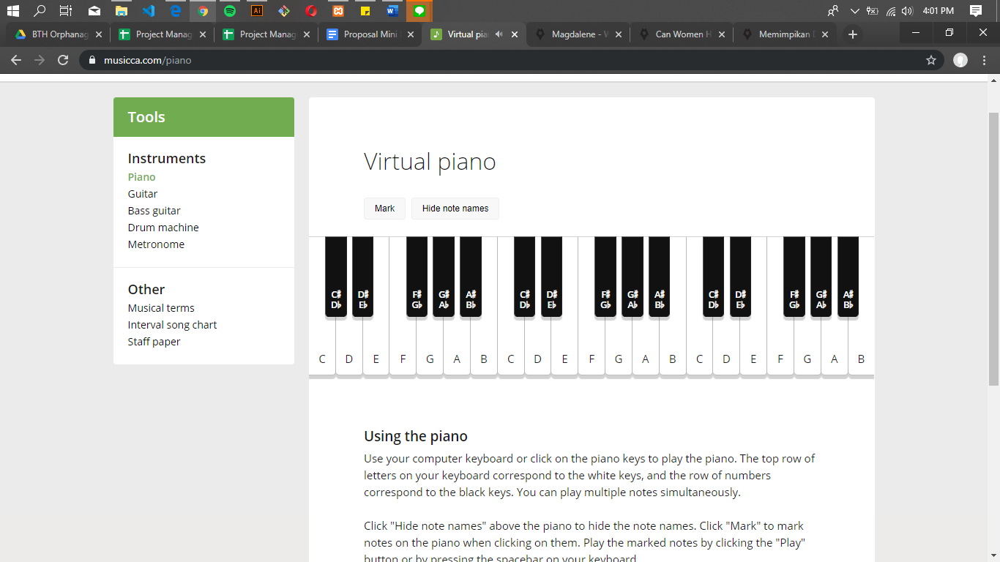 4:01 PM
BTH Orphanag
Project Manag
Project Manag
Proposal Mini
Virtual pia
Magdalene - W
Can Women H
Memimpikan D
musicca.com/piano
Tools
Instruments
Piano
Guitar
Bass guitar
Drum machine
Metronome
Other
Musical terms
Interval song chart
Staff paper
Virtual piano
Mark Hide note names
C# D# F# G# A# C# D# F# G# A# C# D# F# G# A#
D♭ E♭ G♭ A♭ B♭ D♭ E♭ G♭ A♭ B♭ D♭ E♭ G♭ A♭ B♭
C D E F G A B C D E F G A B C D E F G A B
Using the piano
Use your computer keyboard or click on the piano keys to play the piano. The top row of
letters on your keyboard correspond to the white keys, and the row of numbers
correspond to the black keys. You can play multiple notes simultaneously.
Click "Hide note names" above the piano to hide the note names. Click "Mark" to mark
notes on the piano when clicking on them. Play the marked notes by clicking the "Play"
button or by pressing the spacebar on your keyboard.